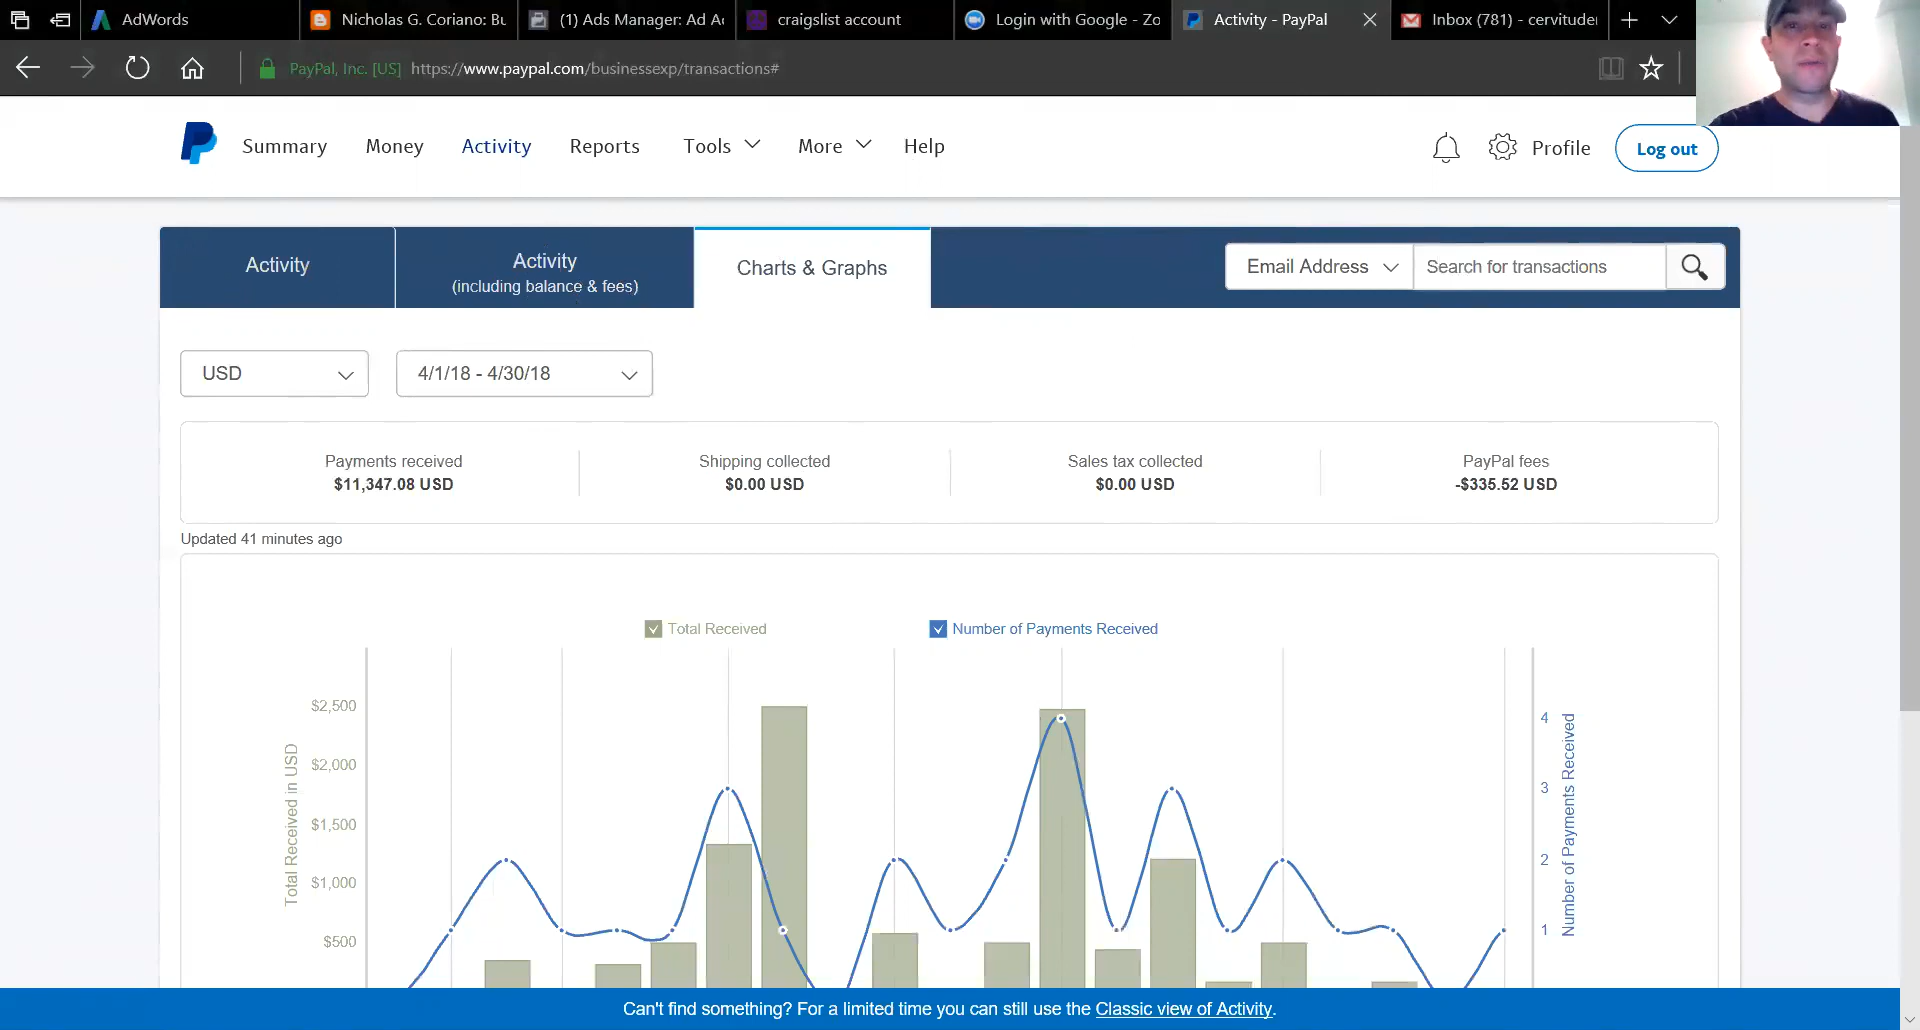 AdWords
Nicholas G. Coriano: Bu
(1) Ads Manager: Ad Ac
craigslist account
Login with Google - Zo
Activity - PayPal
Inbox (781) - cervituder
PayPal, Inc. [US] https://www.paypal.com/businessexp/transactions#
Summary
Money
Activity
Reports
Tools
More
Help
Profile
Log out
Activity
Activity
(including balance & fees)
Charts & Graphs
Email Address
Search for transactions
USD
4/1/18 - 4/30/18
Payments received
$11,347.08 USD
Shipping collected
$0.00 USD
Sales tax collected
$0.00 USD
PayPal fees
-$335.52 USD
Updated 41 minutes ago
Total Received
Number of Payments Received
Total Received in USD
$2,500
$2,000
$1,500
$1,000
$500
4
3
2
1
Number of Payments Received
Can't find something? For a limited time you can still use the Classic view of Activity.